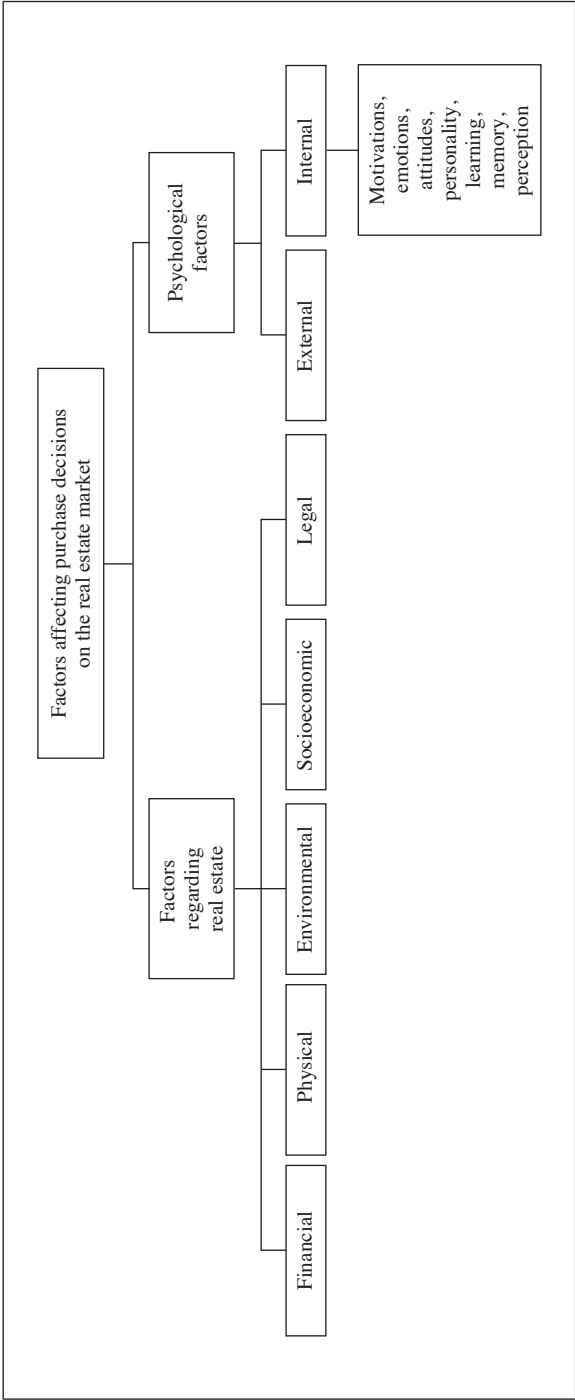 Factors affecting purchase decisions
on the real estate market
Factors
regarding
real estate
Psychological
factors
Financial
Physical
Environmental
Socioeconomic
Legal
External
Internal
Motivations,
emotions,
attitudes,
personality,
learning,
memory,
perception